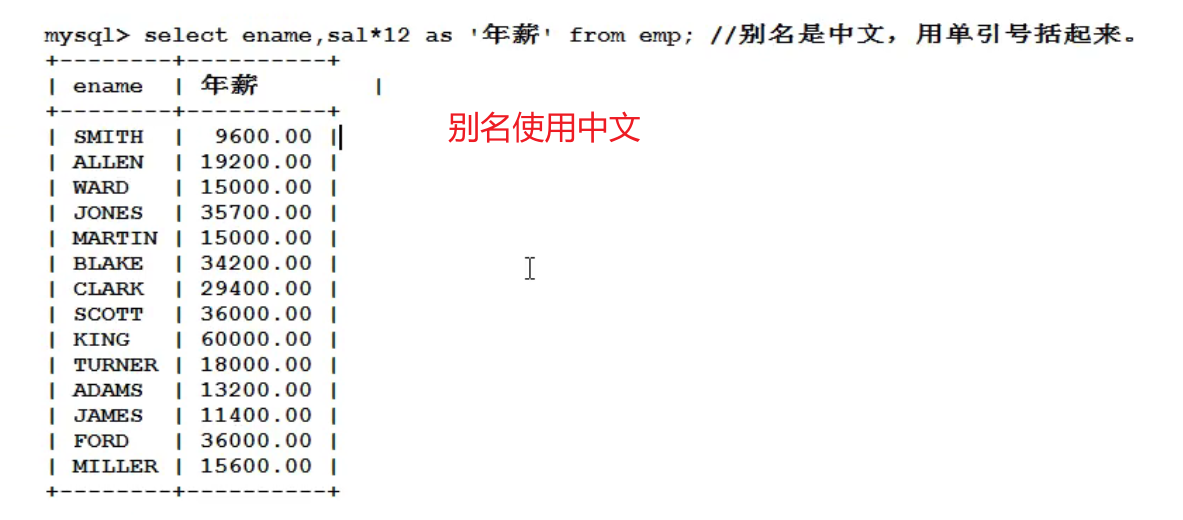 mysql> select ename,sal*12 as '年薪' from emp; //别名是中文，用单引号括起来。
+--------+----------+
| ename  | 年薪        |
+--------+----------+
| SMITH  |  9600.00 |
别名使用中文
| ALLEN  | 19200.00 |
| WARD   | 15000.00 |
| JONES  | 35700.00 |
| MARTIN | 15000.00 |
| BLAKE  | 34200.00 |
| CLARK  | 29400.00 |
| SCOTT  | 36000.00 |
| KING   | 60000.00 |
| TURNER | 18000.00 |
| ADAMS  | 13200.00 |
| JAMES  | 11400.00 |
| FORD   | 36000.00 |
| MILLER | 15600.00 |
+--------+----------+